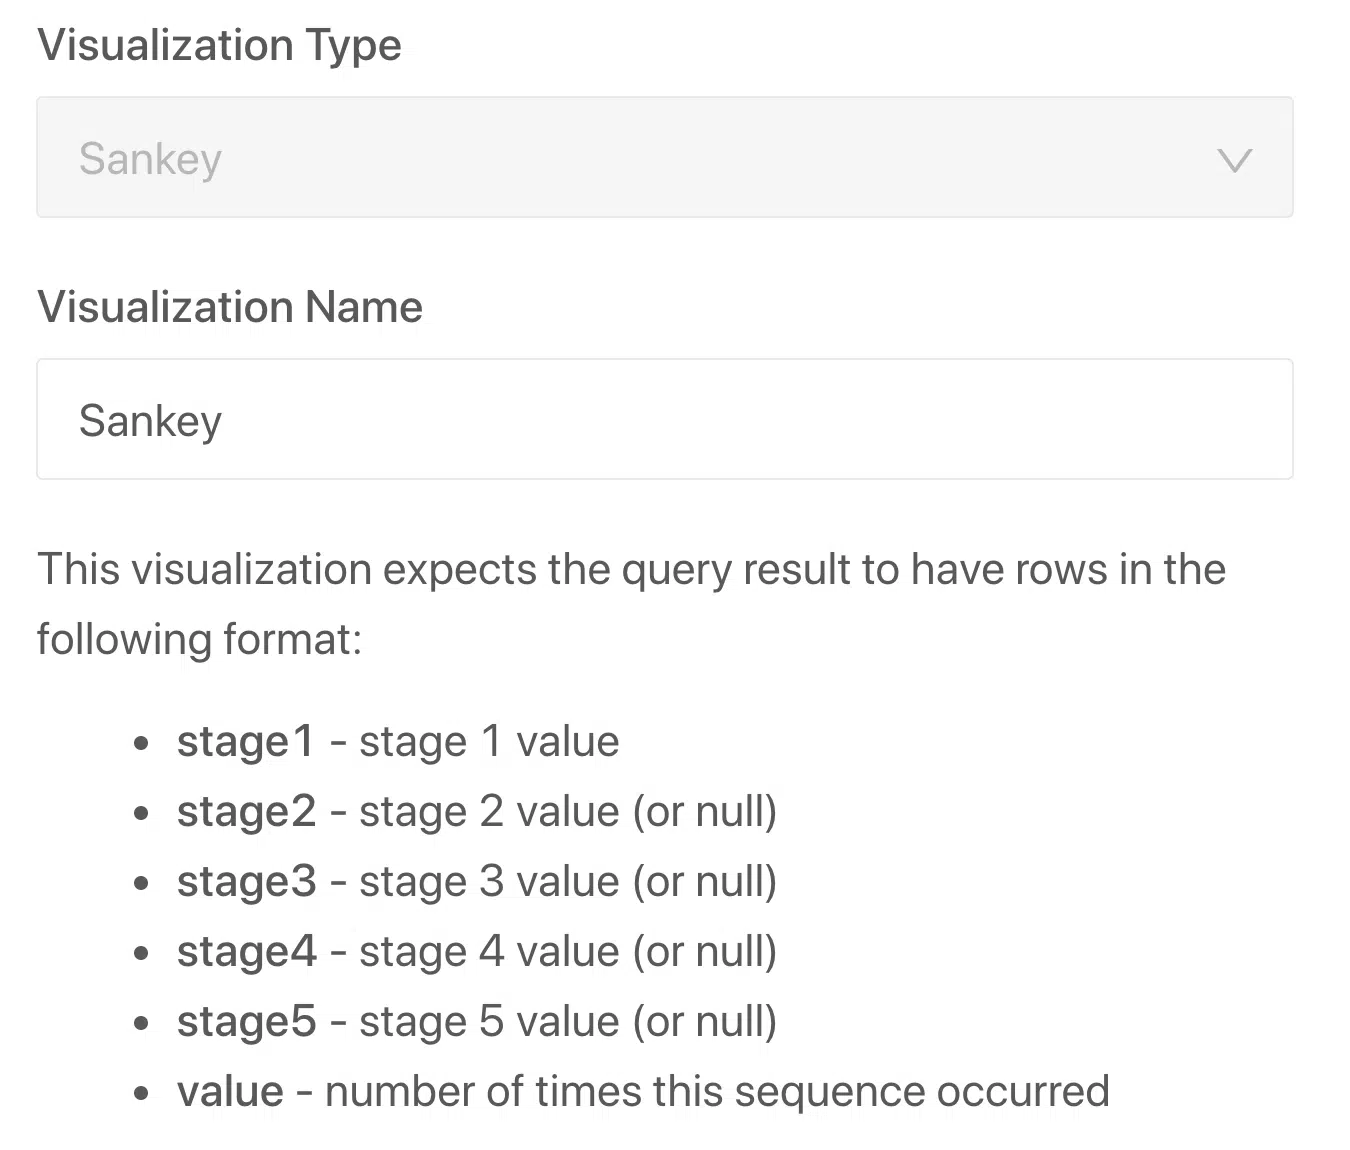 Visualization Type
Sankey
Visualization Name
Sankey
This visualization expects the query result to have rows in the
following format:
• stage1 - stage 1 value
• stage2 - stage 2 value (or null)
• stage3 - stage 3 value (or null)
• stage4 - stage 4 value (or null)
• stage5 - stage 5 value (or null)
• value - number of times this sequence occurred